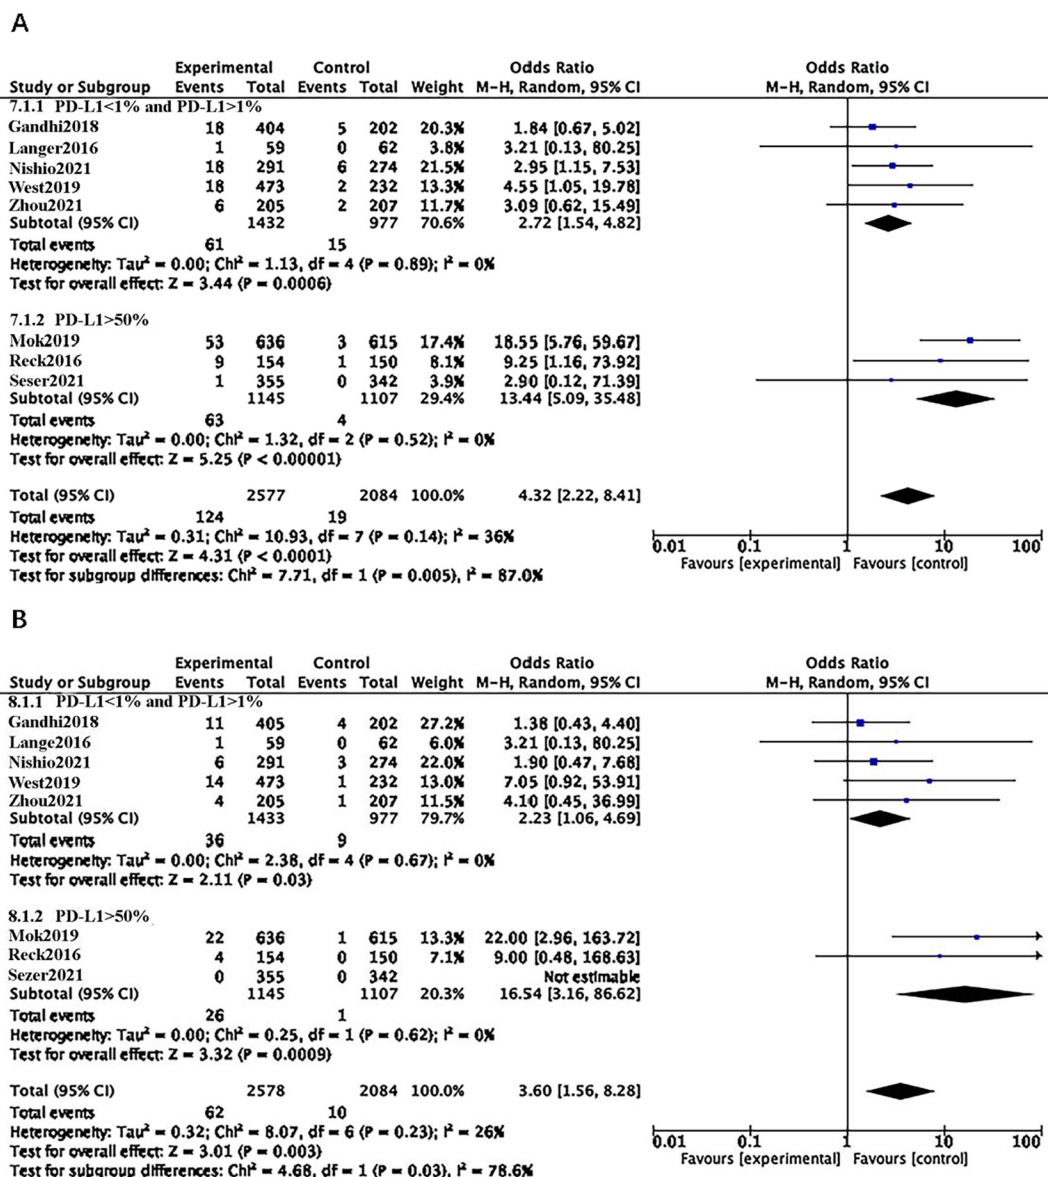 A
Experimental Control Odds Ratio Odds Ratio
Study or Subgroup Events Total Events Total Weight M-H, Random, 95% CI M-H, Random, 95% CI
7.1.1 PD-L1<1% and PD-L1>1%
Gandhi2018 18 404 5 202 20.3% 1.84 [0.67, 5.02]
Langer2016 1 59 0 62 3.8% 3.21 [0.13, 80.25]
Nishio2021 18 291 6 274 21.5% 2.95 [1.15, 7.53]
West2019 18 473 2 232 13.3% 4.55 [1.05, 19.78]
Zhou2021 6 205 2 207 11.7% 3.09 [0.62, 15.49]
Subtotal (95% CI) 1432 977 70.6% 2.72 [1.54, 4.82]
Total events 61 15
Heterogeneity: Tau² = 0.00; Chi² = 1.13, df = 4 (P = 0.89); I² = 0%
Test for overall effect: Z = 3.44 (P = 0.0006)
7.1.2 PD-L1>50%
Mok2019 53 636 3 615 17.4% 18.55 [5.76, 59.67]
Reck2016 9 154 1 150 8.1% 9.25 [1.16, 73.92]
Seser2021 1 355 0 342 3.9% 2.90 [0.12, 71.39]
Subtotal (95% CI) 1145 1107 29.4% 13.44 [5.09, 35.48]
Total events 63 4
Heterogeneity: Tau² = 0.00; Chi² = 1.32, df = 2 (P = 0.52); I² = 0%
Test for overall effect: Z = 5.25 (P < 0.00001)
Total (95% CI) 2577 2084 100.0% 4.32 [2.22, 8.41]
Total events 124 19
Heterogeneity: Tau² = 0.31; Chi² = 10.93, df = 7 (P = 0.14); I² = 36%
Test for overall effect: Z = 4.31 (P < 0.0001)
Test for subgroup differences: Chi² = 7.71, df = 1 (P = 0.005), I² = 87.0%
0.01 0.1 1 10 100
Favours [experimental] Favours [control]
B
Experimental Control Odds Ratio Odds Ratio
Study or Subgroup Events Total Events Total Weight M-H, Random, 95% CI M-H, Random, 95% CI
8.1.1 PD-L1<1% and PD-L1>1%
Gandhi2018 11 405 4 202 27.2% 1.38 [0.43, 4.40]
Lange2016 1 59 0 62 6.0% 3.21 [0.13, 80.25]
Nishio2021 6 291 3 274 22.0% 1.90 [0.47, 7.68]
West2019 14 473 1 232 13.0% 7.05 [0.92, 53.91]
Zhou2021 4 205 1 207 11.5% 4.10 [0.45, 36.99]
Subtotal (95% CI) 1433 977 79.7% 2.23 [1.06, 4.69]
Total events 36 9
Heterogeneity: Tau² = 0.00; Chi² = 2.38, df = 4 (P = 0.67); I² = 0%
Test for overall effect: Z = 2.11 (P = 0.03)
8.1.2 PD-L1>50%
Mok2019 22 636 1 615 13.3% 22.00 [2.96, 163.72]
Reck2016 4 154 0 150 7.1% 9.00 [0.48, 168.63]
Sezer2021 0 355 0 342 Not estimable
Subtotal (95% CI) 1145 1107 20.3% 16.54 [3.16, 86.62]
Total events 26 1
Heterogeneity: Tau² = 0.00; Chi² = 0.25, df = 1 (P = 0.62); I² = 0%
Test for overall effect: Z = 3.32 (P = 0.0009)
Total (95% CI) 2578 2084 100.0% 3.60 [1.56, 8.28]
Total events 62 10
Heterogeneity: Tau² = 0.32; Chi² = 8.07, df = 6 (P = 0.23); I² = 26%
Test for overall effect: Z = 3.01 (P = 0.003)
Test for subgroup differences: Chi² = 4.68, df = 1 (P = 0.03), I² = 78.6%
0.01 0.1 1 10 100
Favours [experimental] Favours [control]